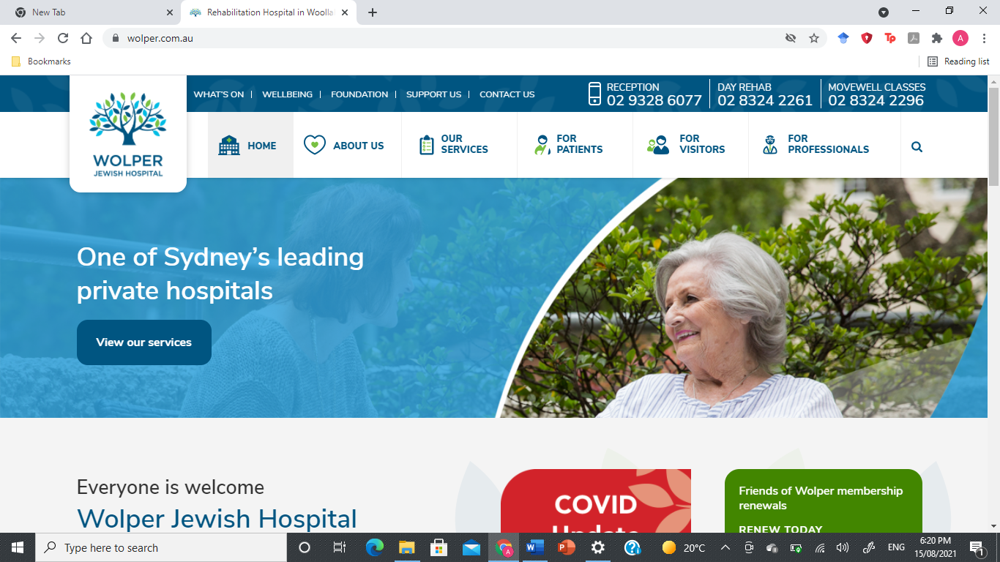 New Tab
Rehabilitation Hospital in Woolla
wolper.com.au
A
Bookmarks
Reading list
WHAT'S ON
WELLBEING
FOUNDATION
SUPPORT US
CONTACT US
RECEPTION
02 9328 6077
DAY REHAB
02 8324 2261
MOVEWELL CLASSES
02 8324 2296
WOLPER
JEWISH HOSPITAL
HOME
ABOUT US
OUR
SERVICES
FOR
PATIENTS
FOR
VISITORS
FOR
PROFESSIONALS
One of Sydney's leading
private hospitals
View our services
Everyone is welcome
Wolper Jewish Hospital
COVID
Update
Friends of Wolper membership
renewals
RENEW TODAY
Type here to search
20°C
ENG
6:20 PM
15/08/2021
1